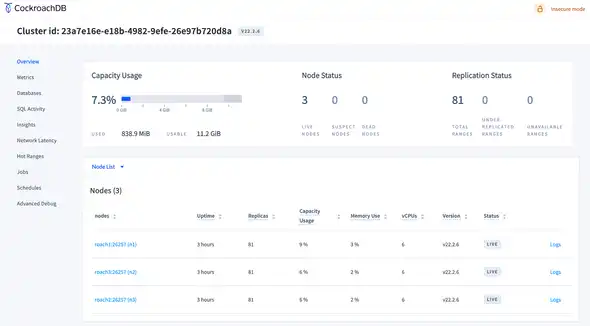 CockroachDB
Insecure mode
Cluster id: 23a7e16e-e18b-4982-9efe-26e97b720d8a
V22.2.6
Overview
Metrics
Databases
SQL Activity
Insights
Network Latency
Hot Ranges
Jobs
Schedules
Advanced Debug
Capacity Usage
7.3%
0 GiB 4 GiB 8 GiB
USED 838.9 MiB USABLE 11.2 GiB
Node Status
3 0 0
LIVE NODES
SUSPECT NODES
DEAD NODES
Replication Status
81 0 0
TOTAL RANGES
UNDER REPLICATED RANGES
UNAVAILABLE RANGES
Node List
Nodes (3)
nodes Uptime Replicas Capacity Usage Memory Use vCPUs Version Status
roach1:26257 (n1) 3 hours 81 9 % 3 % 6 v22.2.6 LIVE Logs
roach3:26257 (n2) 3 hours 81 6 % 2 % 6 v22.2.6 LIVE Logs
roach2:26257 (n3) 3 hours 81 6 % 2 % 6 v22.2.6 LIVE Logs